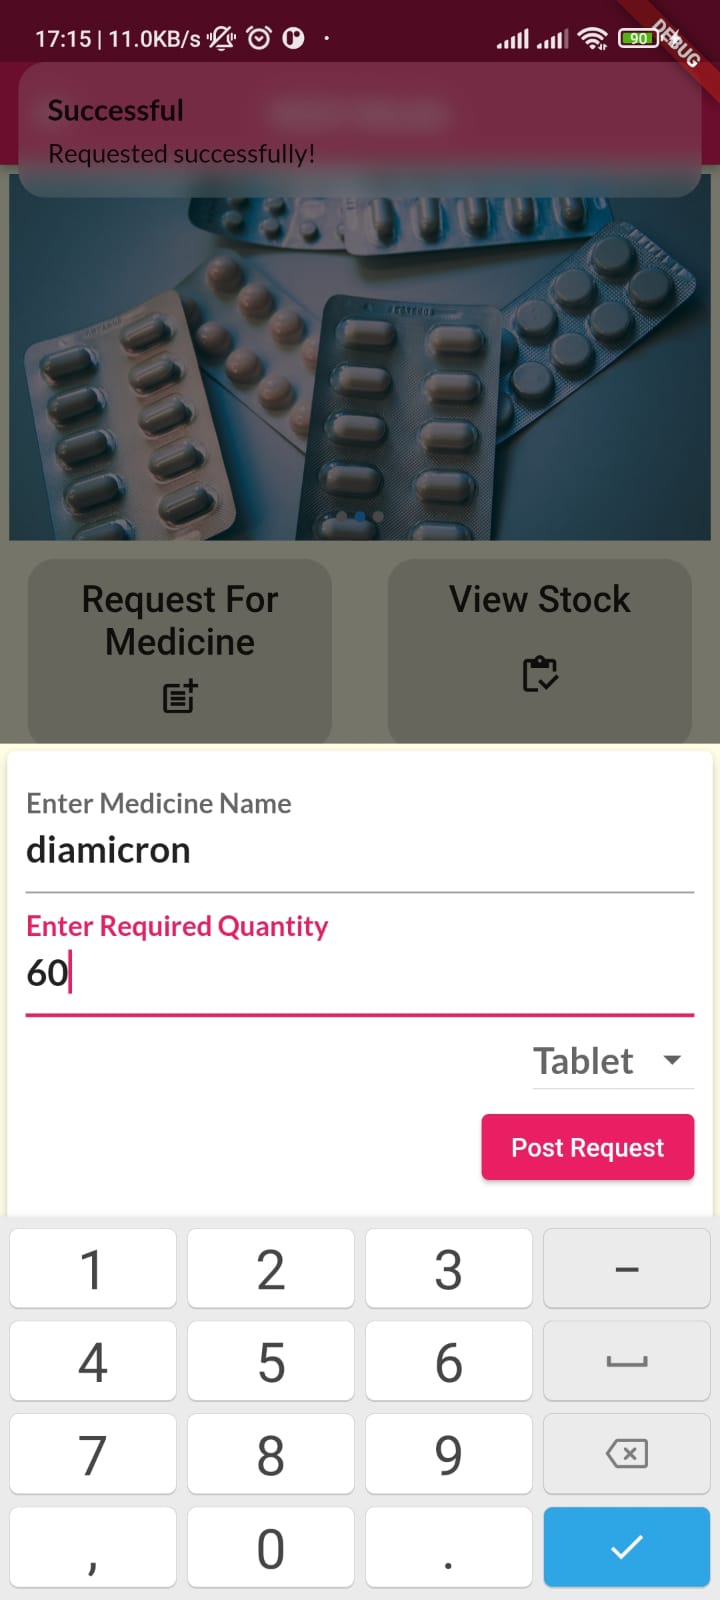 17:15 | 11.0KB/s
90
DEBUG
Successful
Requested successfully!
Request For
Medicine
View Stock
Enter Medicine Name
diamicron
Enter Required Quantity
60
Tablet
Post Request
1 2 3 –
4 5 6
7 8 9
, 0 .